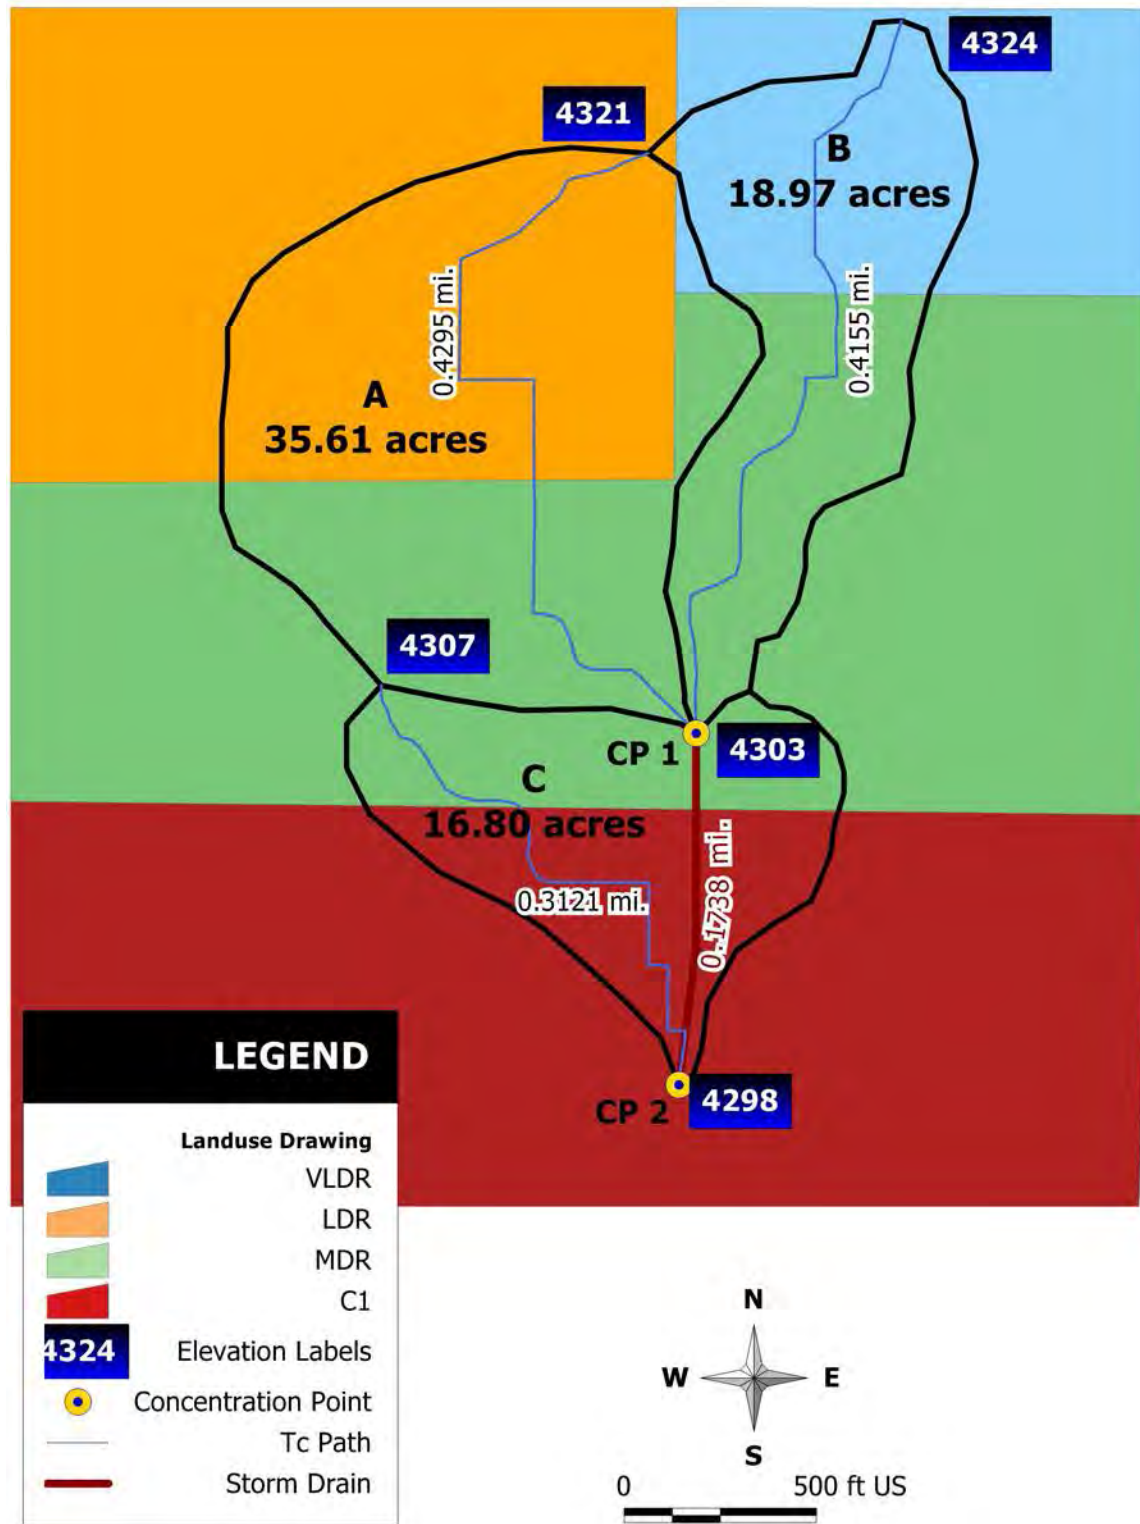 4324
4321
B
18.97 acres
0.4295 mi.
0.4155 mi.
A
35.61 acres
4307
CP 1
4303
C
16.80 acres
0.3121 mi.
0.1738 mi.
CP 2
4298
LEGEND
Landuse Drawing
VLDR
LDR
MDR
C1
4324 Elevation Labels
Concentration Point
Tc Path
Storm Drain
N
W E
S
0 500 ft US